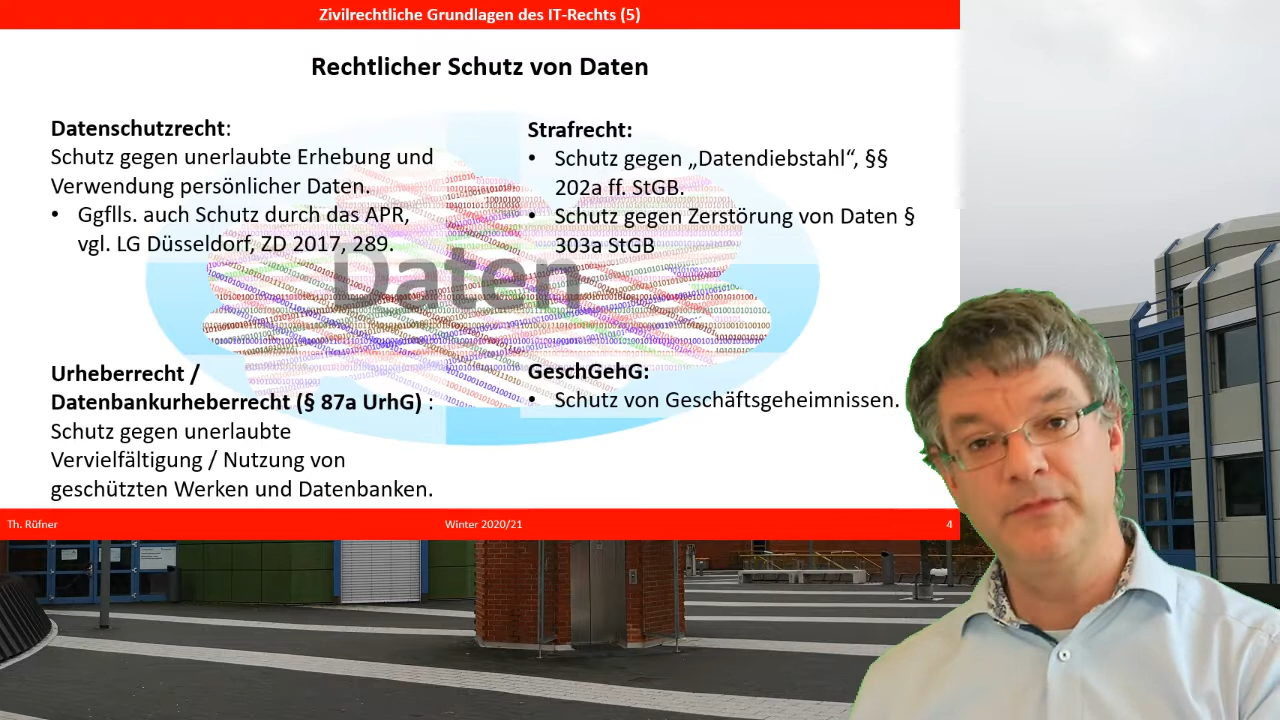 Zivilrechtliche Grundlagen des IT-Rechts (5)
Rechtlicher Schutz von Daten
Datenschutzrecht:
Schutz gegen unerlaubte Erhebung und
Verwendung persönlicher Daten.
• Ggflls. auch Schutz durch das APR,
vgl. LG Düsseldorf, ZD 2017, 289.
Strafrecht:
• Schutz gegen „Datendiebstahl“, §§
202a ff. StGB.
• Schutz gegen Zerstörung von Daten §
303a StGB
Daten
Urheberrecht /
Datenbankurheberrecht (§ 87a UrhG) :
Schutz gegen unerlaubte
Vervielfältigung / Nutzung von
geschützten Werken und Datenbanken.
GeschGehG:
• Schutz von Geschäftsgeheimnissen.
Th. Rüfner
Winter 2020/21
4